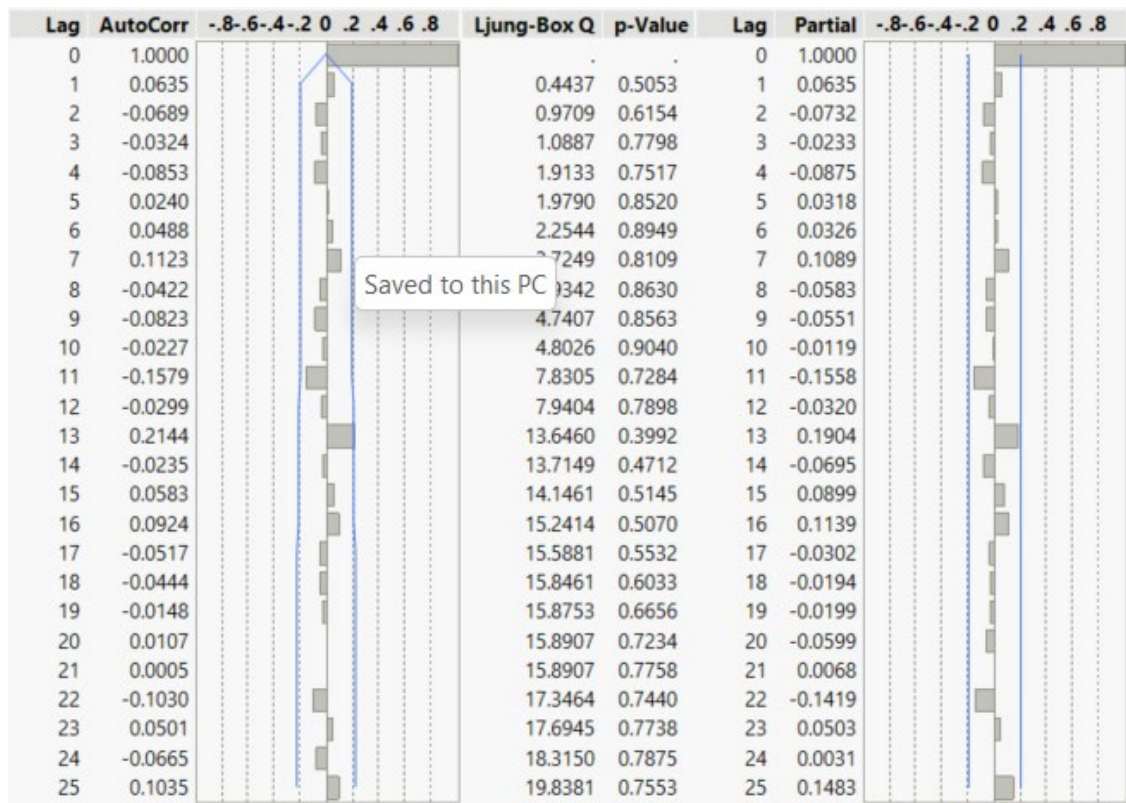 Lag AutoCorr -.8-.6-.4-.2 0 .2 .4 .6 .8 Ljung-Box Q p-Value Lag Partial -.8-.6-.4-.2 0 .2 .4 .6 .8
0 1.0000 . . 0 1.0000
1 0.0635 0.4437 0.5053 1 0.0635
2 -0.0689 0.9709 0.6154 2 -0.0732
3 -0.0324 1.0887 0.7798 3 -0.0233
4 -0.0853 1.9133 0.7517 4 -0.0875
5 0.0240 1.9790 0.8520 5 0.0318
6 0.0488 2.2544 0.8949 6 0.0326
7 0.1123 .7249 0.8109 7 0.1089
Saved to this PC
8 -0.0422 9342 0.8630 8 -0.0583
9 -0.0823 4.7407 0.8563 9 -0.0551
10 -0.0227 4.8026 0.9040 10 -0.0119
11 -0.1579 7.8305 0.7284 11 -0.1558
12 -0.0299 7.9404 0.7898 12 -0.0320
13 0.2144 13.6460 0.3992 13 0.1904
14 -0.0235 13.7149 0.4712 14 -0.0695
15 0.0583 14.1461 0.5145 15 0.0899
16 0.0924 15.2414 0.5070 16 0.1139
17 -0.0517 15.5881 0.5532 17 -0.0302
18 -0.0444 15.8461 0.6033 18 -0.0194
19 -0.0148 15.8753 0.6656 19 -0.0199
20 0.0107 15.8907 0.7234 20 -0.0599
21 0.0005 15.8907 0.7758 21 0.0068
22 -0.1030 17.3464 0.7440 22 -0.1419
23 0.0501 17.6945 0.7738 23 0.0503
24 -0.0665 18.3150 0.7875 24 0.0031
25 0.1035 19.8381 0.7553 25 0.1483